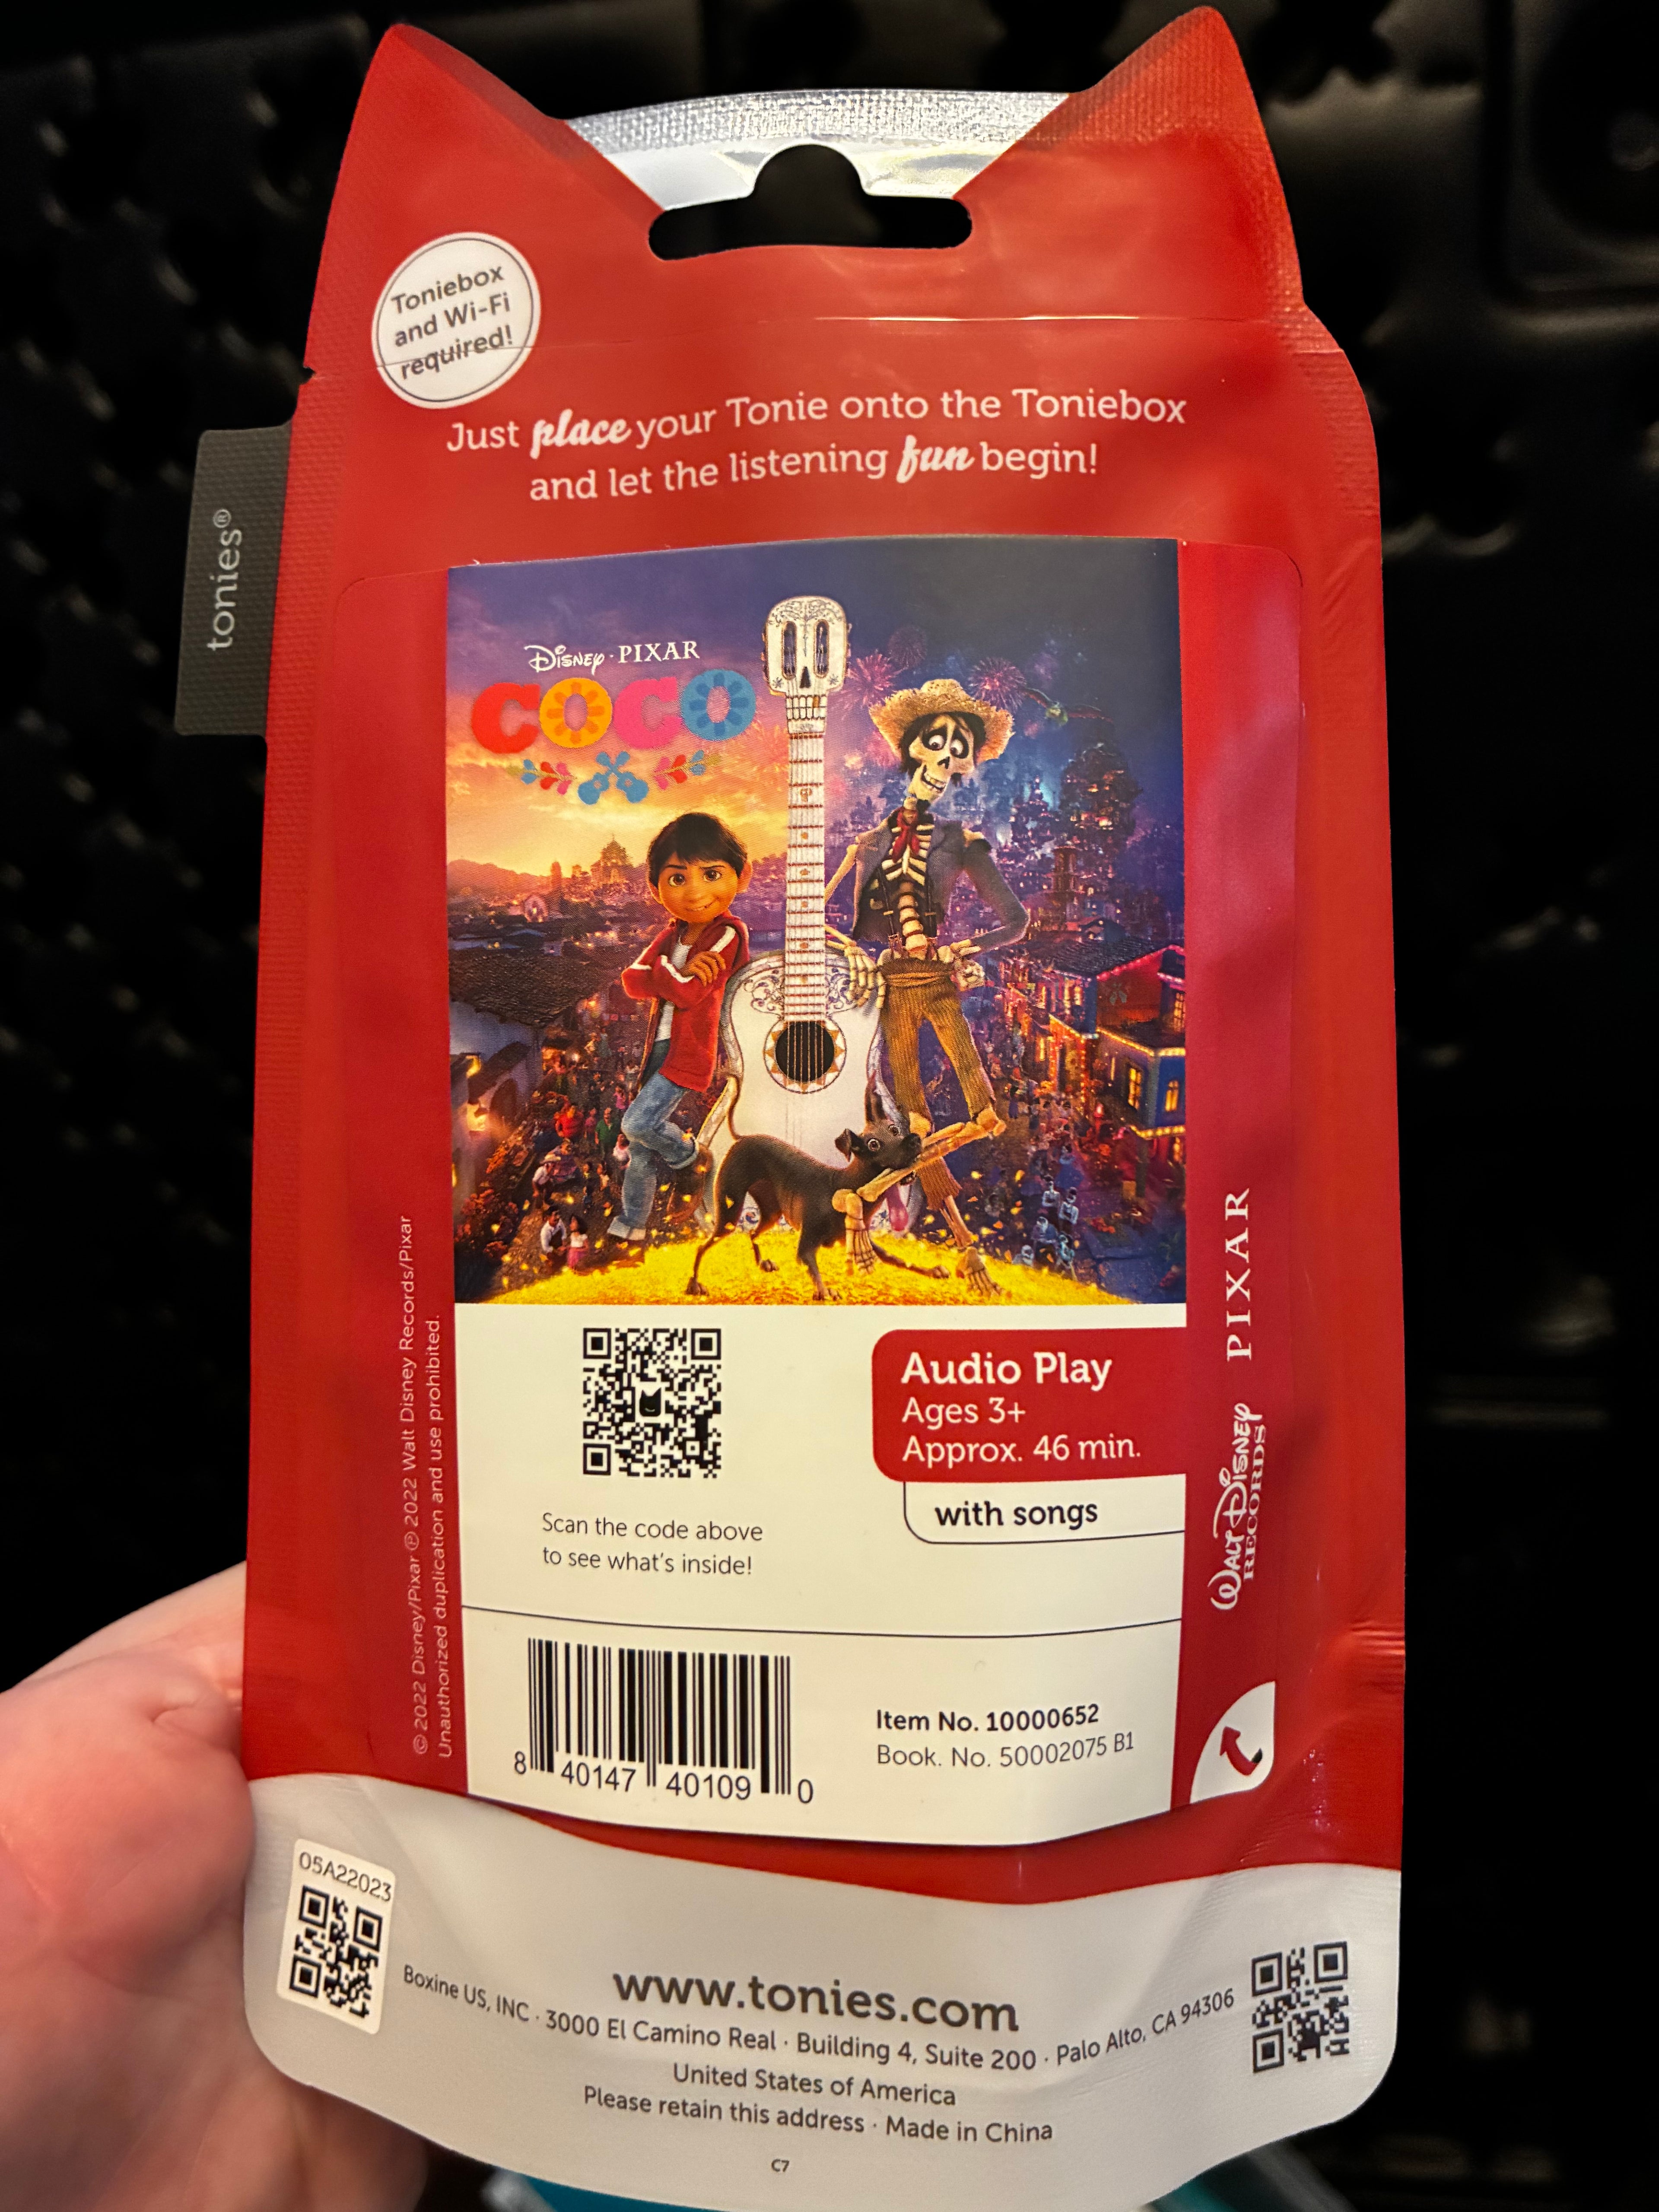 Toniebox
and Wi-Fi
required!
Just place your Tonie onto the Toniebox
and let the listening fun begin!
tonies®
Disney · PIXAR
COCO
© 2022 Disney/Pixar ℗ 2022 Walt Disney Records/Pixar
Unauthorized duplication and use prohibited.
Scan the code above
to see what's inside!
Audio Play
Ages 3+
Approx. 46 min.
with songs
WALT DISNEY RECORDS
PIXAR
8 40147 40109 0
Item No. 10000652
Book. No. 50002075 B1
05A22023
www.tonies.com
Boxine US, INC · 3000 El Camino Real · Building 4, Suite 200 · Palo Alto, CA 94306
United States of America
Please retain this address · Made in China
C7